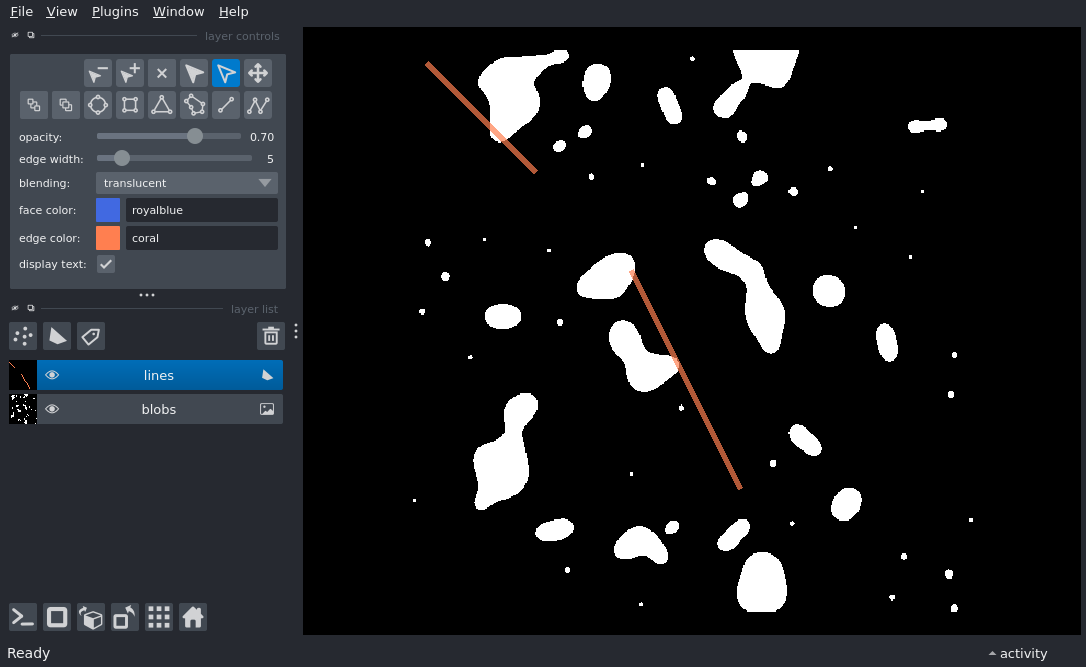 File View Plugins Window Help
layer controls
opacity: 0.70
edge width: 5
blending: translucent
face color: royalblue
edge color: coral
display text:
layer list
lines
blobs
Ready
activity